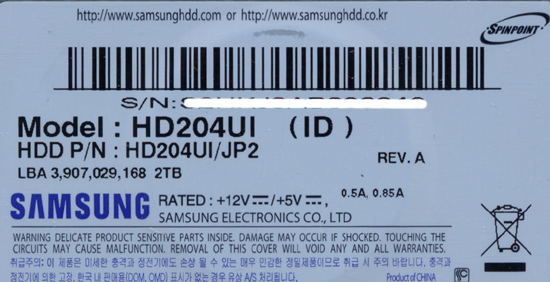 http://www.samsunghdd.com or http://www.samsunghdd.co.kr
SPINPOINT
S/N:
Model : HD204UI (ID)
HDD P/N : HD204UI/JP2 REV. A
LBA 3,907,029,168 2TB
SAMSUNG RATED : +12V /+5V , 0.5A, 0.85A
SAMSUNG ELECTRONICS CO., LTD
WARNING DELICATE PRODUCT SENSITIVE PARTS INSIDE. DAMAGE MAY OCCUR IF SHOCKED. TOUCHING THE
CIRCUITS MAY CAUSE MALFUNCTION. REMOVAL OF THIS COVER WILL VOID ANY AND ALL WARRANTIES.
취급주의: 이 제품은 미세한 충격과 정전기에도 손상될 수 있는 매우 민감한 정밀제품이므로 취급 시 주의 바랍니다. 충격과
정전기에 의한 고장, 한국 내 판매용(DOM, OMD) 표시가 없는 경우 유상 A/S 처리됩니다. Product of CHINA